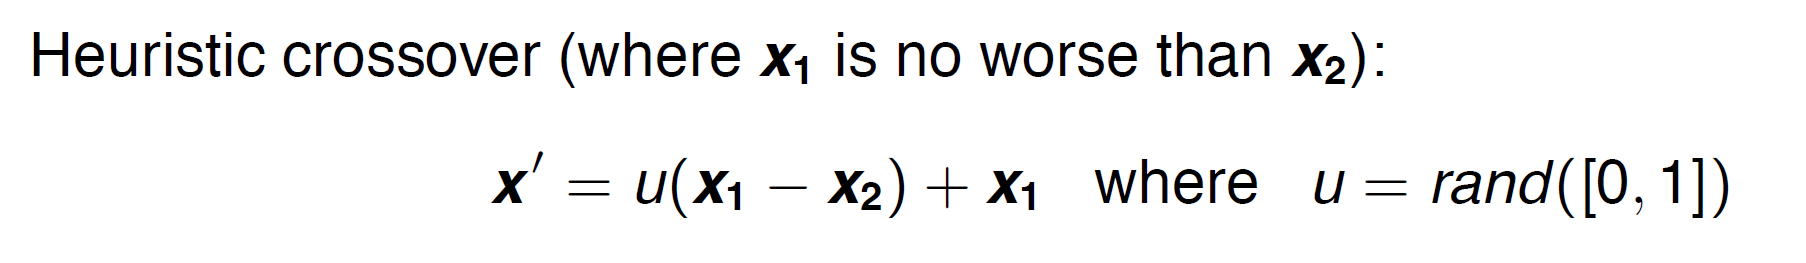 Heuristic crossover (where x₁ is no worse than x₂):
x′ = u(x₁ − x₂) + x₁ where u = rand([0, 1])